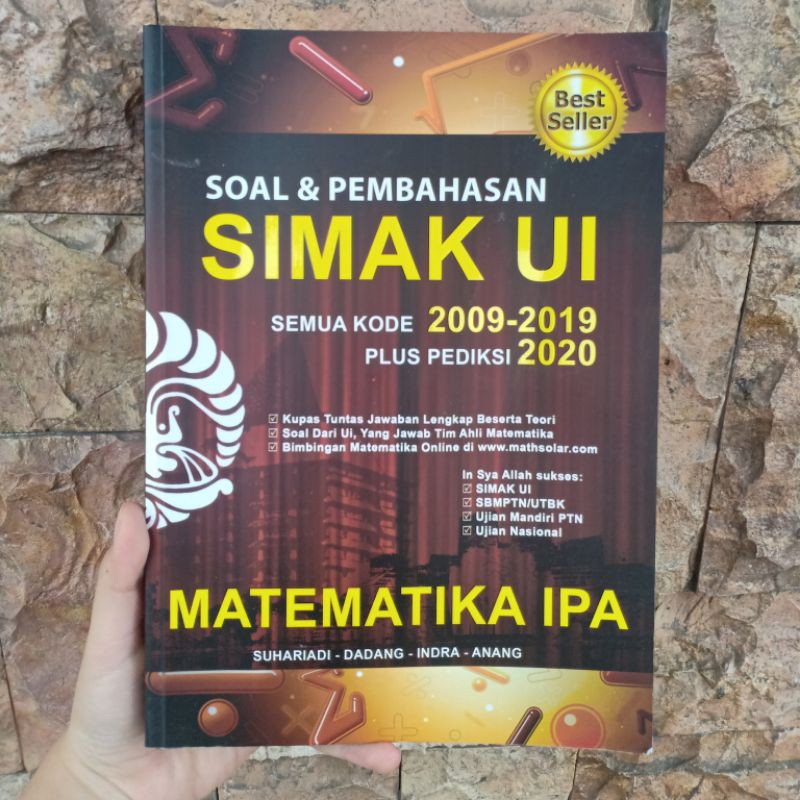 Best
Seller
SOAL & PEMBAHASAN
SIMAK UI
SEMUA KODE 2009-2019
PLUS PEDIKSI 2020
☑ Kupas Tuntas Jawaban Lengkap Beserta Teori
☑ Soal Dari Ui, Yang Jawab Tim Ahli Matematika
☑ Bimbingan Matematika Online di www.mathsolar.com
In Sya Allah sukses:
☑ SIMAK UI
☑ SBMPTN/UTBK
☑ Ujian Mandiri PTN
☑ Ujian Nasional
MATEMATIKA IPA
SUHARIADI - DADANG - INDRA - ANANG